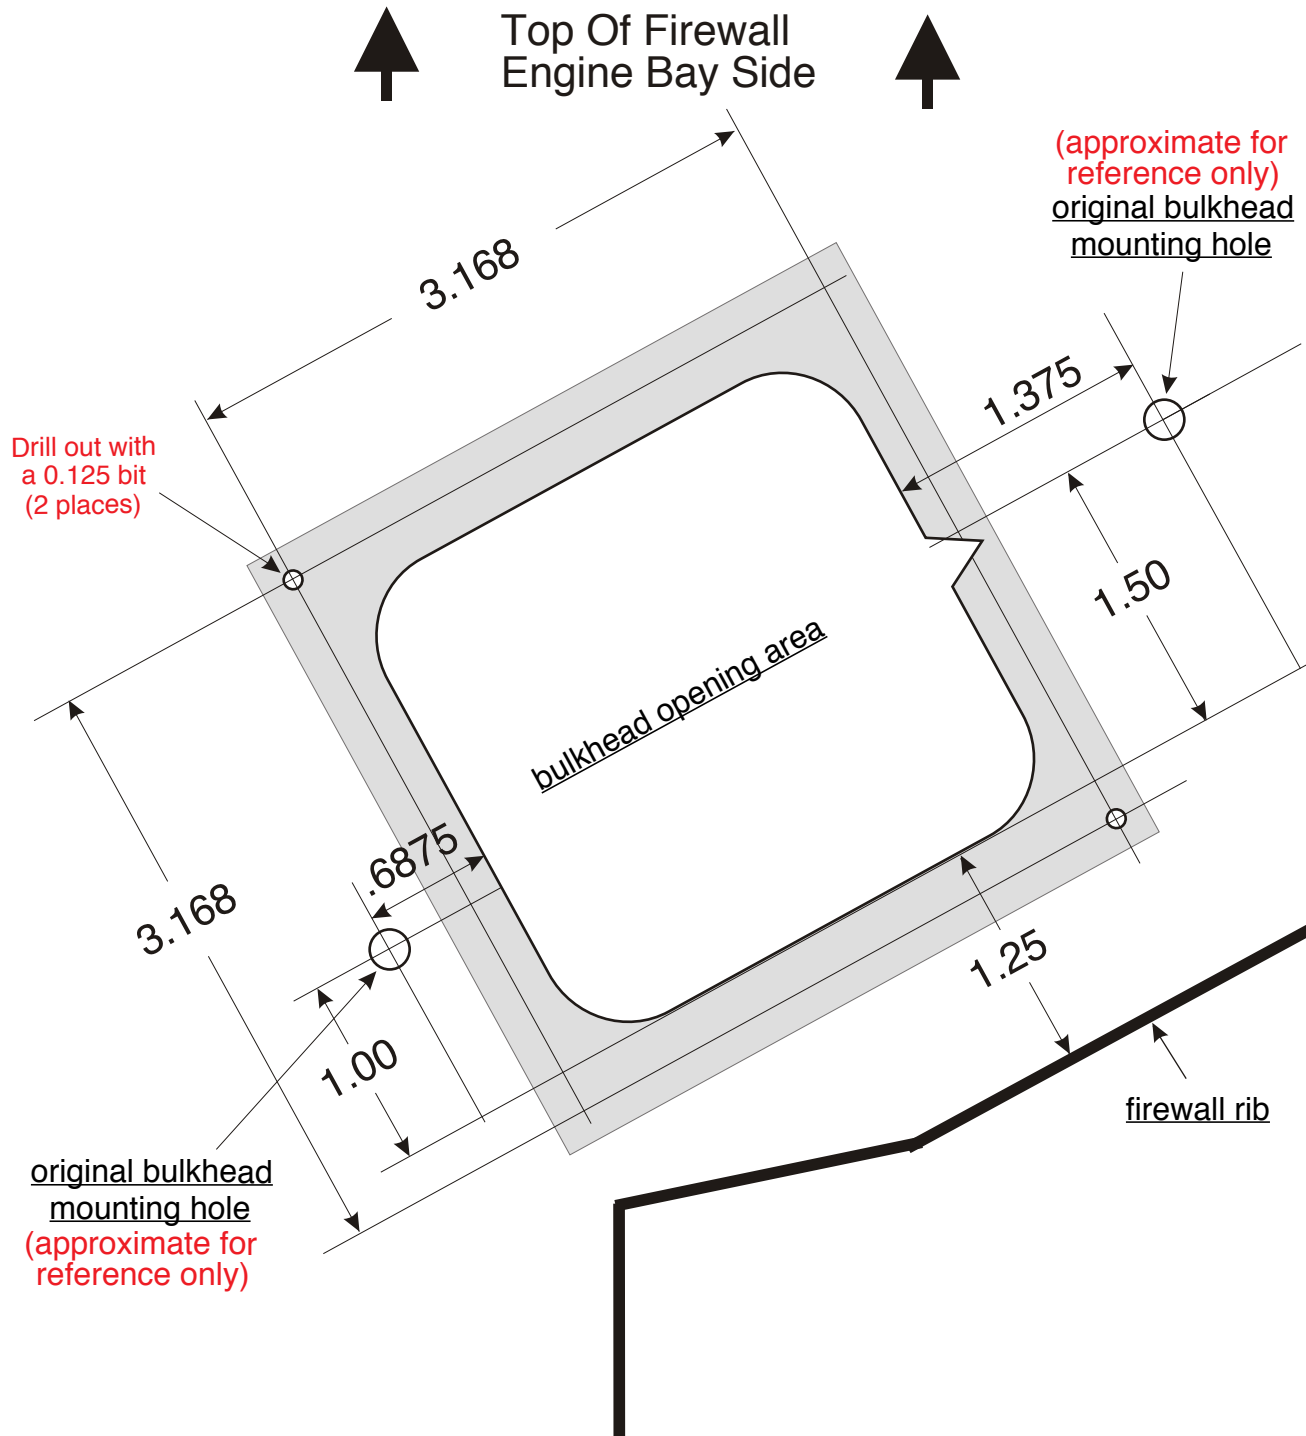 Top Of Firewall
Engine Bay Side
(approximate for
reference only)
original bulkhead
mounting hole
3.168
1.375
Drill out with
a 0.125 bit
(2 places)
1.50
bulkhead opening area
.6875
3.168
1.25
1.00
firewall rib
original bulkhead
mounting hole
(approximate for
reference only)